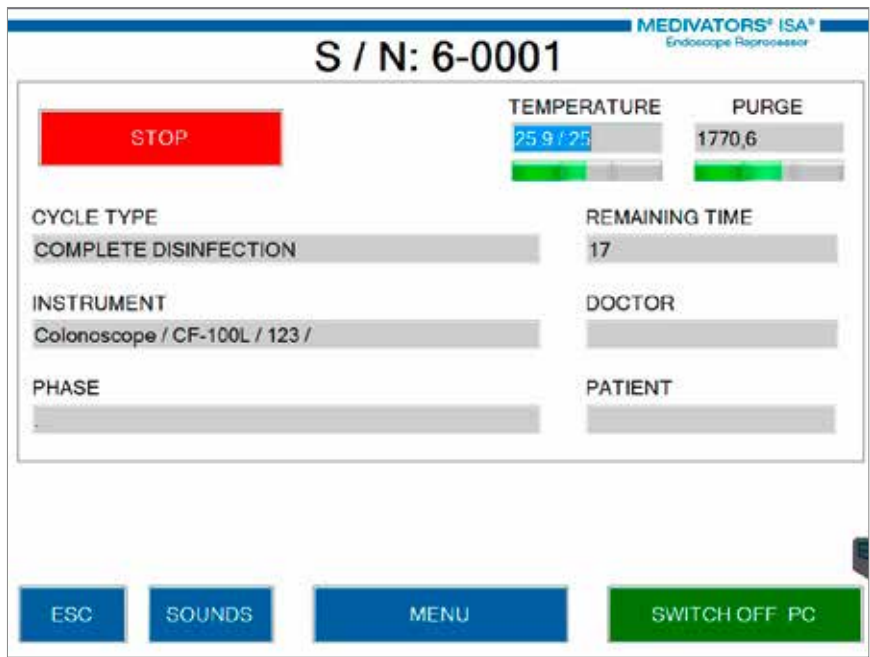 MEDIVATORS® ISA®
Endoscope Reprocessor
S / N: 6-0001
STOP
TEMPERATURE
PURGE
25.9 / 25
1770,6
CYCLE TYPE
REMAINING TIME
COMPLETE DISINFECTION
17
INSTRUMENT
DOCTOR
Colonoscope / CF-100L / 123 /
PHASE
PATIENT
.
ESC
SOUNDS
MENU
SWITCH OFF PC